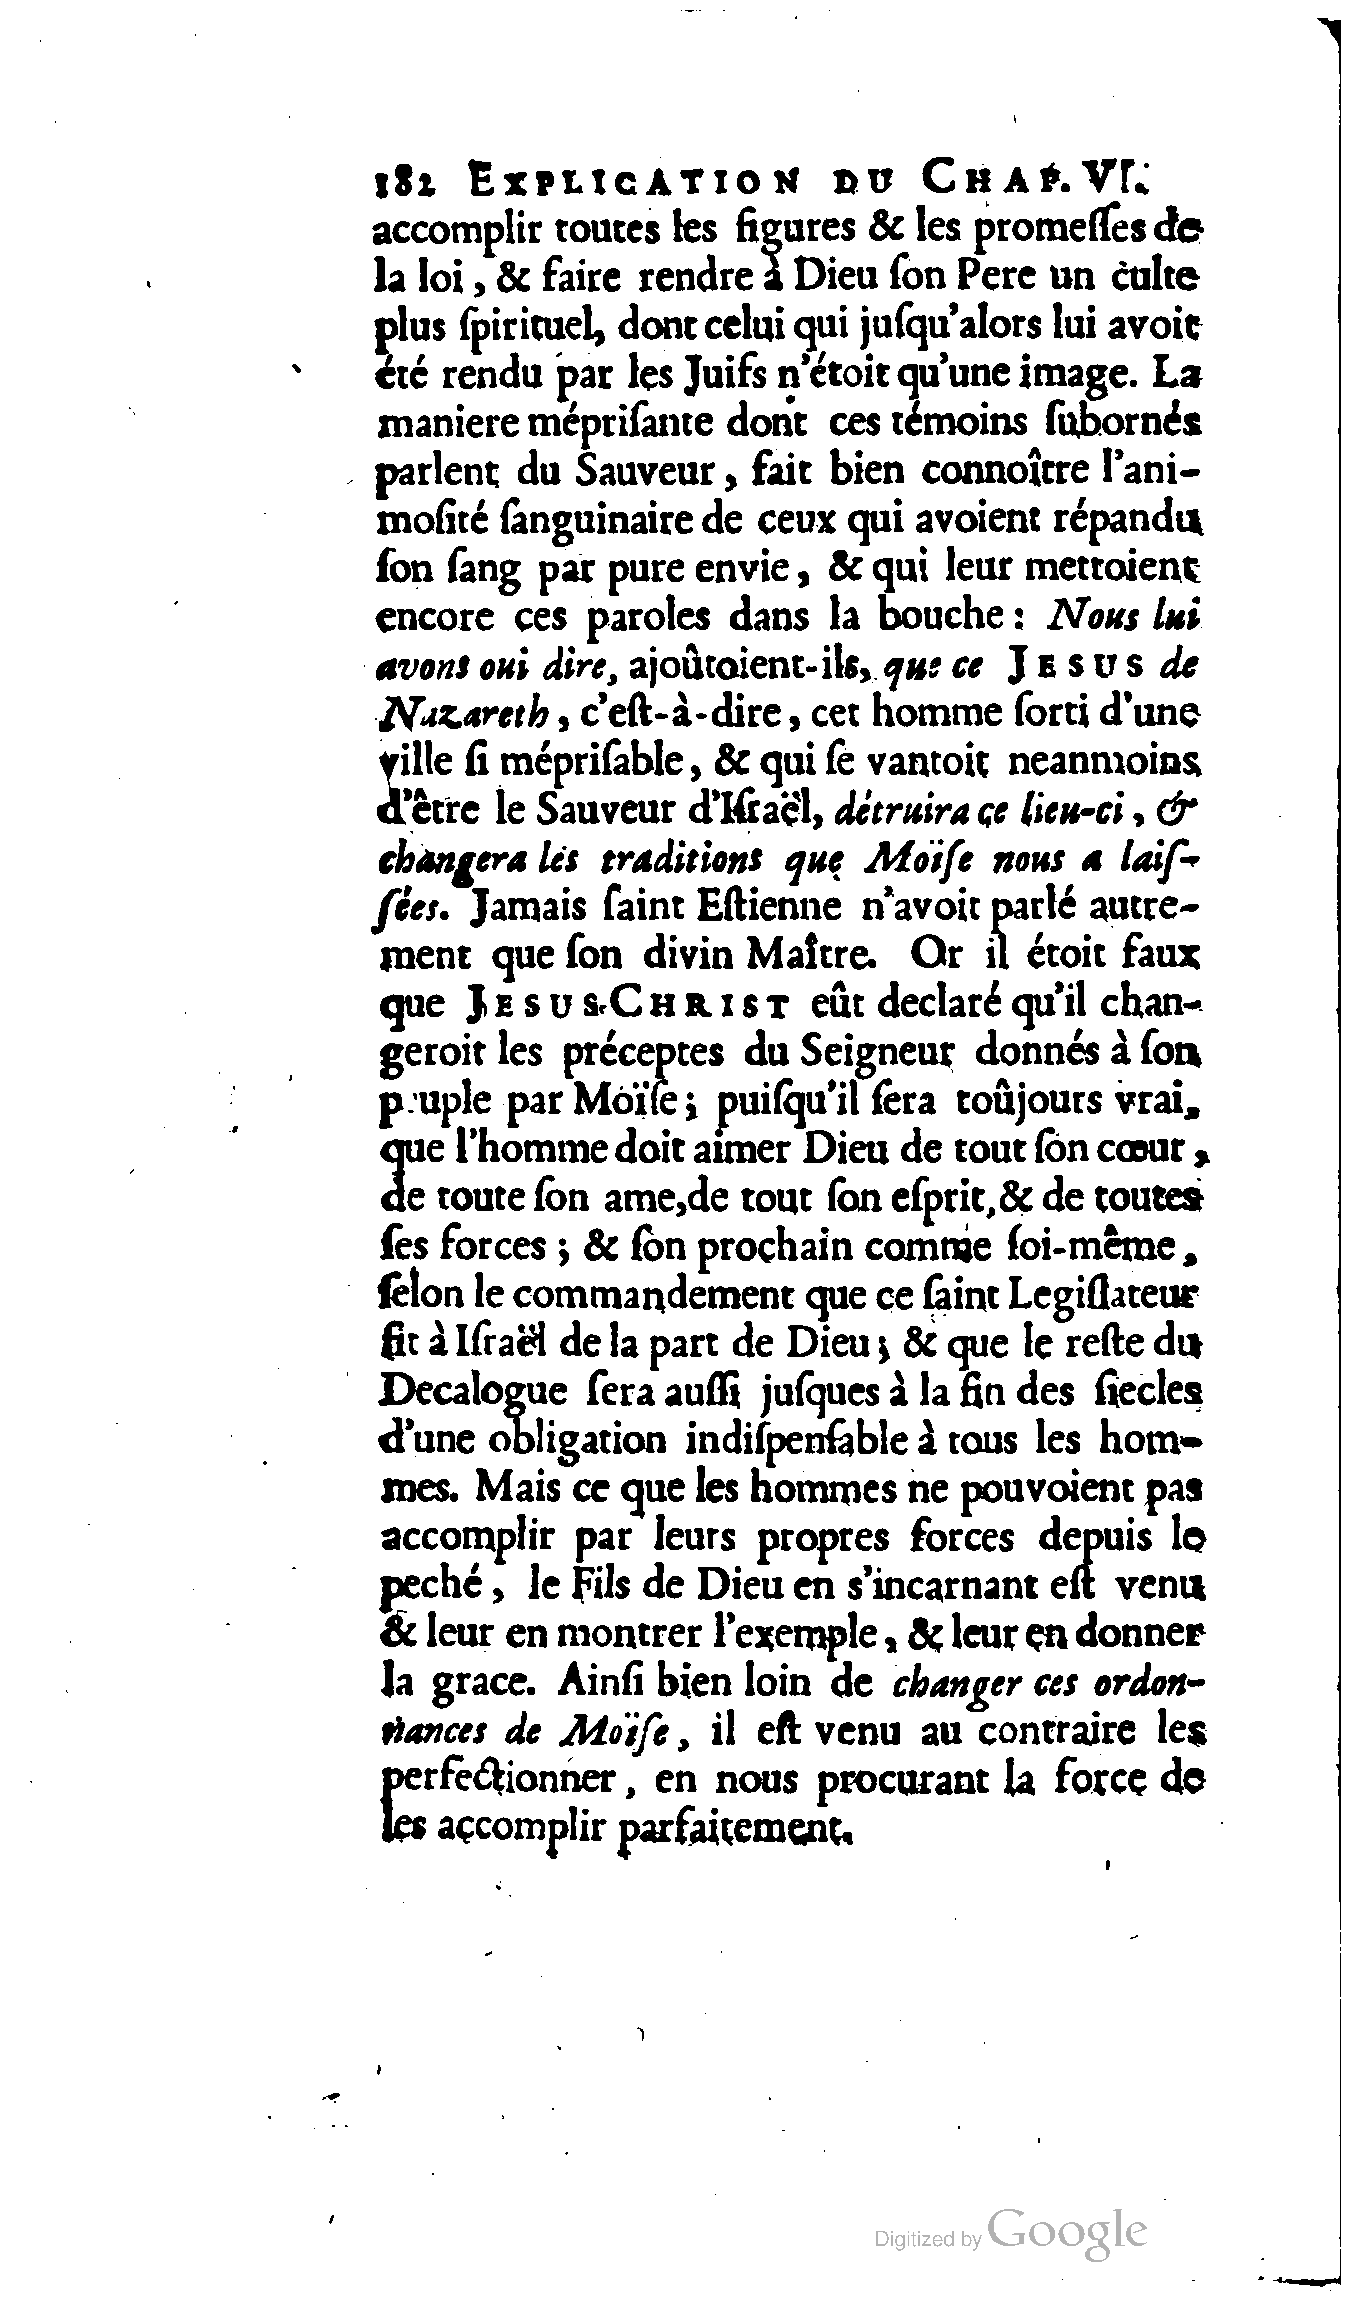 182 EXPLICATION DU CHAP. VI.
accomplir toutes les figures & les promeſſes de
la loi, & faire rendre à Dieu ſon Pere un culte
plus ſpirituel, dont celui qui juſqu'alors lui avoit
été rendu par les Juifs n'étoit qu'une image. La
maniere mépriſante dont ces témoins ſubornés
parlent du Sauveur, fait bien connoître l'ani-
moſité ſanguinaire de ceux qui avoient répandu
ſon ſang par pure envie, & qui leur mettoient
encore ces paroles dans la bouche: Nous lui
avons oui dire, ajoûtoient-ils, que ce JESUS de
Nazareth, c'eſt-à-dire, cet homme ſorti d'une
ville ſi mépriſable, & qui ſe vantoit neanmoins
d'être le Sauveur d'Iſraël, détruira ce lieu-ci, &
changera les traditions que Moïſe nous a laiſ-
ſées. Jamais ſaint Eſtienne n'avoit parlé autre-
ment que ſon divin Maître. Or il étoit faux
que JESUS-CHRIST eût declaré qu'il chan-
geroit les préceptes du Seigneur donnés à ſon
peuple par Moïſe; puiſqu'il ſera toûjours vrai,
que l'homme doit aimer Dieu de tout ſon cœur,
de toute ſon ame, de tout ſon eſprit, & de toutes
ſes forces; & ſon prochain comme ſoi-même,
ſelon le commandement que ce ſaint Legiſlateur
fit à Iſraël de la part de Dieu; & que le reſte du
Decalogue ſera auſſi juſques à la fin des ſiecles
d'une obligation indiſpenſable à tous les hom-
mes. Mais ce que les hommes ne pouvoient pas
accomplir par leurs propres forces depuis le
peché, le Fils de Dieu en s'incarnant eſt venu
& leur en montrer l'exemple, & leur en donner
la grace. Ainſi bien loin de changer ces ordon-
nances de Moïſe, il eſt venu au contraire les
perfectionner, en nous procurant la force de
les accomplir parfaitement.
Digitized by Google